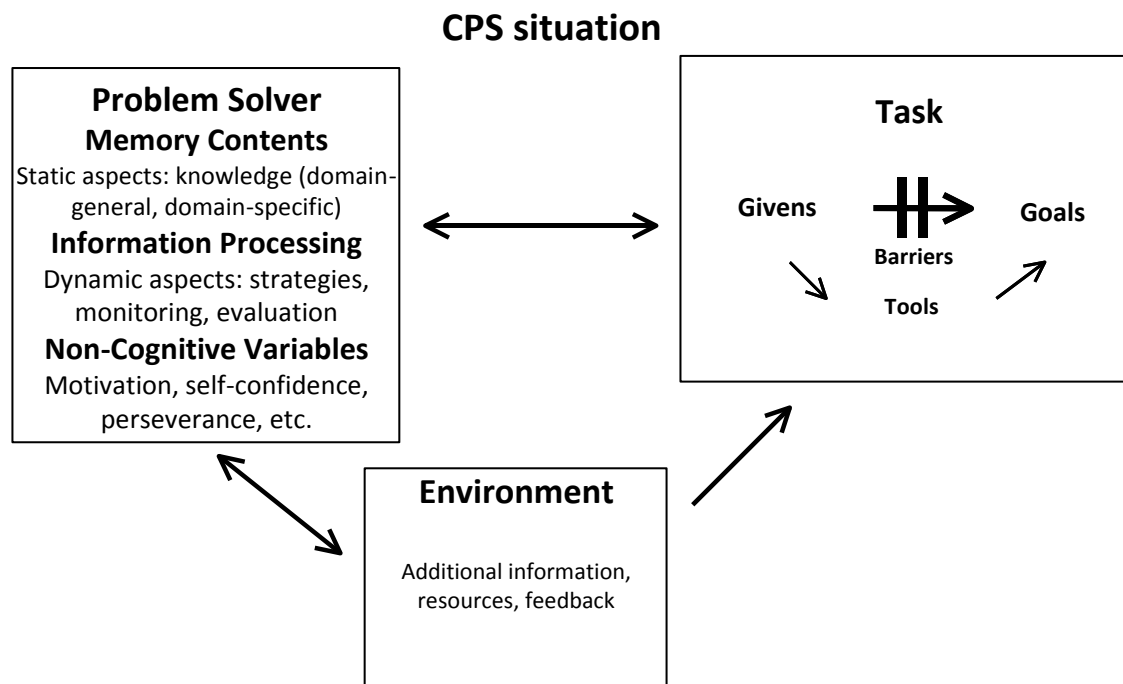 CPS situation
Problem Solver
Memory Contents
Static aspects: knowledge (domain-
general, domain-specific)
Information Processing
Dynamic aspects: strategies,
monitoring, evaluation
Non-Cognitive Variables
Motivation, self-confidence,
perseverance, etc.
Task
Givens
Goals
Barriers
Tools
Environment
Additional information,
resources, feedback